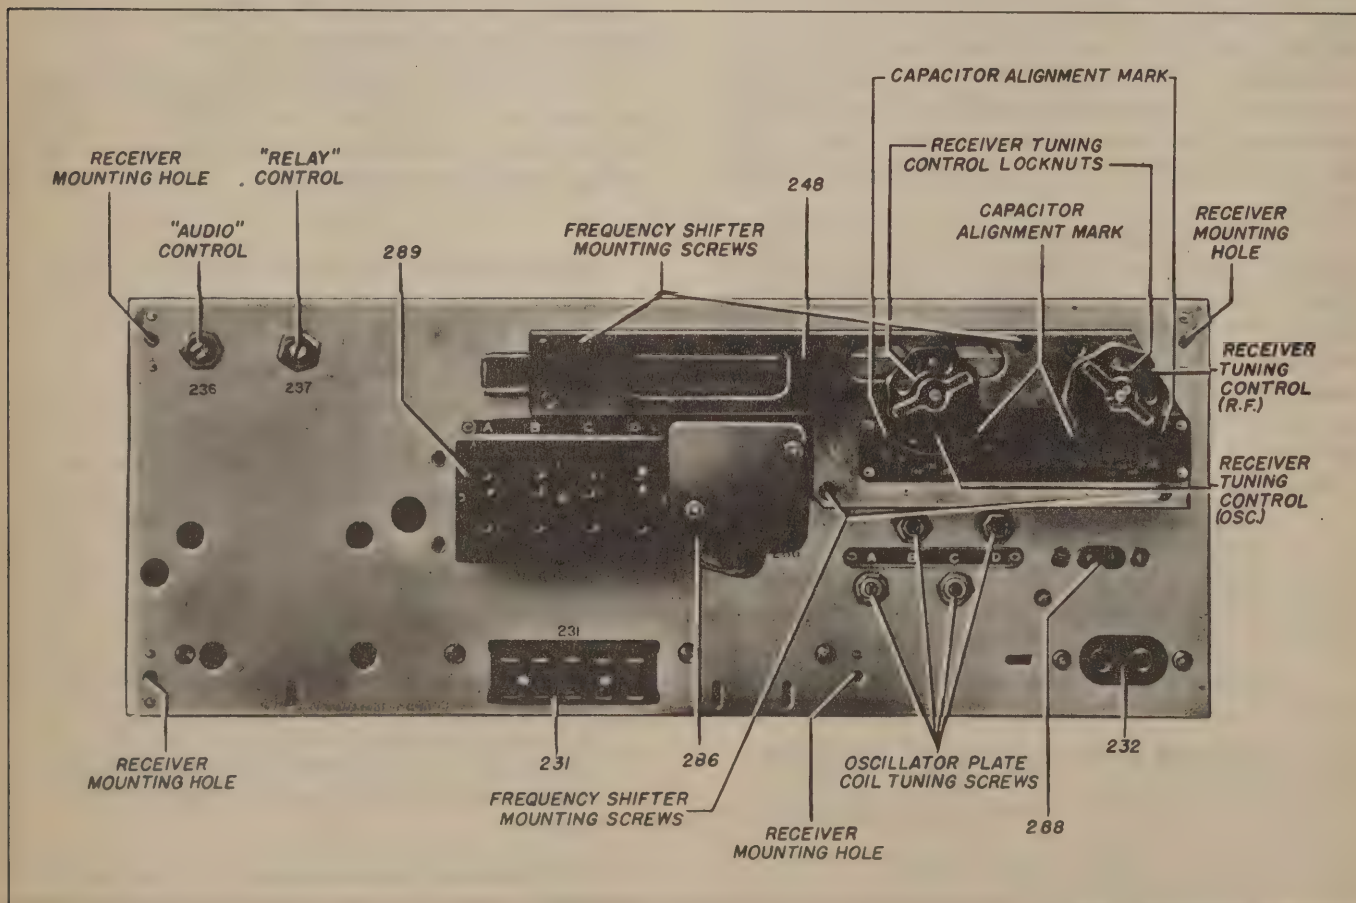 CAPACITOR ALIGNMENT MARK
RECEIVER
MOUNTING HOLE
"RELAY"
CONTROL
RECEIVER TUNING
CONTROL LOCKNUTS
248
"AUDIO"
CONTROL
289
FREQUENCY SHIFTER
MOUNTING SCREWS
CAPACITOR
ALIGNMENT MARK
RECEIVER
MOUNTING
HOLE
236
237
RECEIVER
TUNING
CONTROL
(R.F.)
A B C D
RECEIVER
TUNING
CONTROL
(OSC.)
A B C D
231
RECEIVER
MOUNTING HOLE
231
286
OSCILLATOR PLATE
COIL TUNING SCREWS
232
FREQUENCY SHIFTER
MOUNTING SCREWS
RECEIVER
MOUNTING HOLE
288